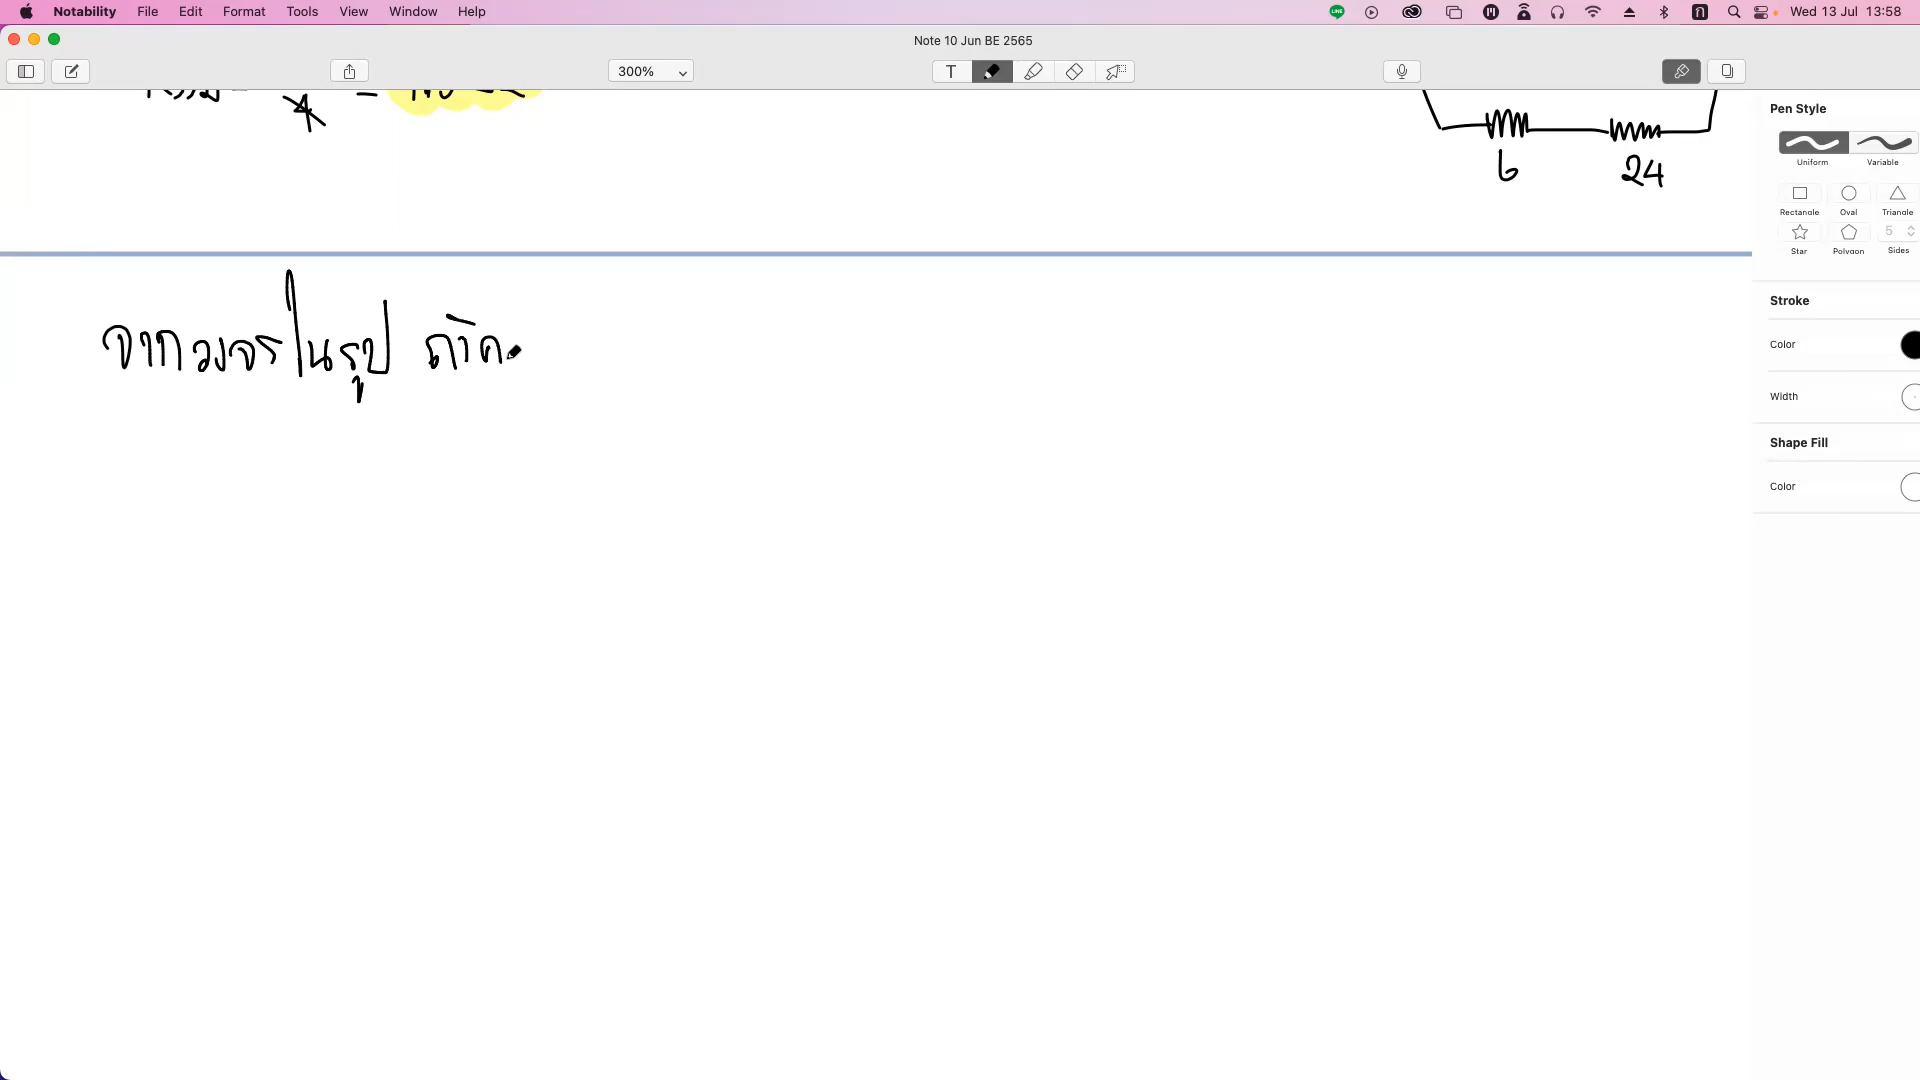 Notability File Edit Format Tools View Window Help Wed 13 Jul 13:58
Note 10 Jun BE 2565
300% T
Pen Style
Uniform Variable
Rectangle Oval Triangle
5
Star Polygon Sides
Stroke
Color
Width
Shape Fill
Color
6 24
จากวงจรในรูป ถ้าค